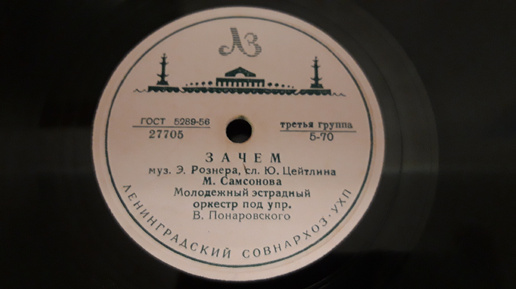 ЛЗ
ГОСТ 5289-56
третья группа
27705
5-70
ЗАЧЕМ
муз. Э. Рознера, сл. Ю. Цейтлина
М. Самсонова
Молодежный эстрадный
оркестр под упр.
В. Понаровского
ЛЕНИНГРАДСКИЙ СОВНАРХОЗ·УХП